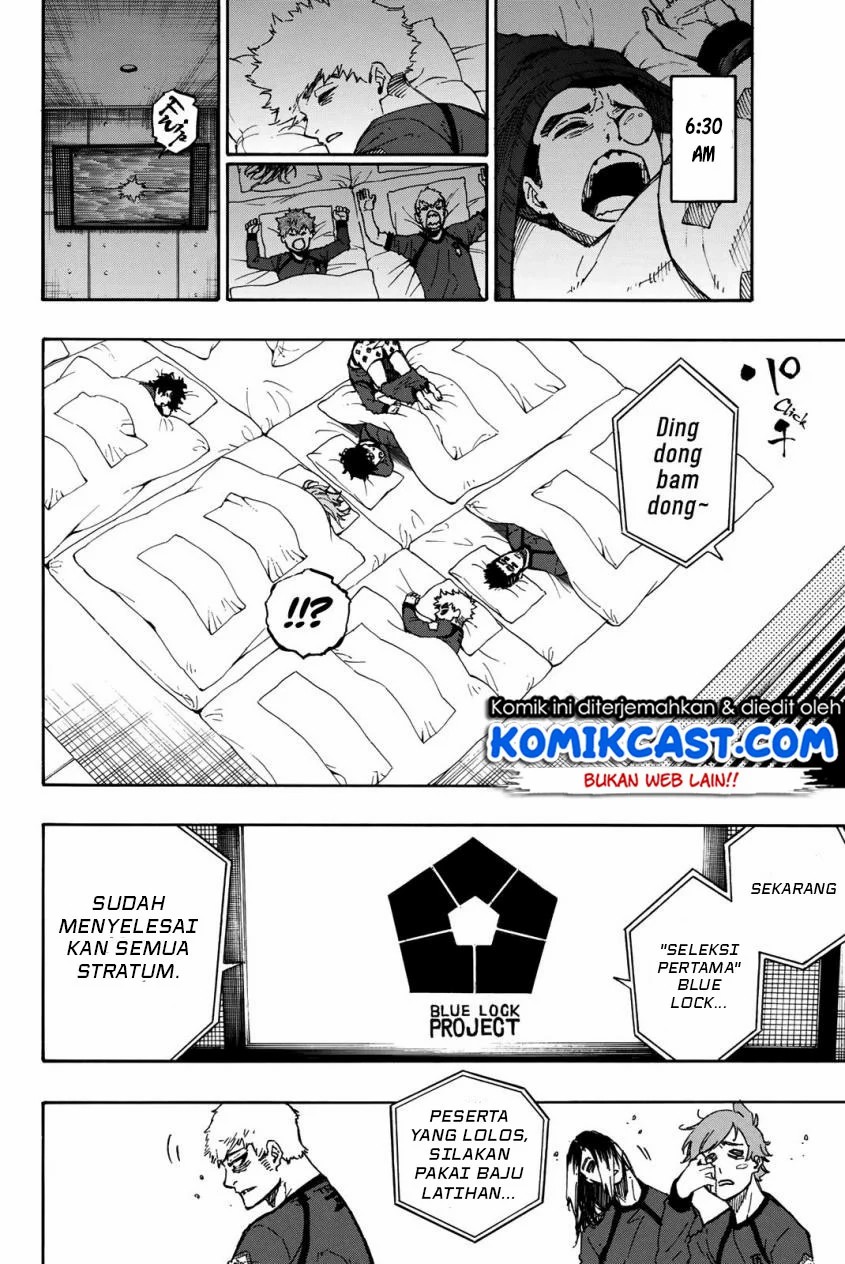 6:30
AM
Fwip
Click
パチ
Ding
dong
bam
dong~
!!?
Komik ini diterjemahkan & diedit oleh
KOMIKCAST.COM
BUKAN WEB LAIN!!
SEKARANG
"SELEKSI
PERTAMA"
BLUE
LOCK...
SUDAH
MENYELESAI
KAN SEMUA
STRATUM.
BLUE LOCK
PROJECT
PESERTA
YANG LOLOS,
SILAKAN
PAKAI BAJU
LATIHAN...